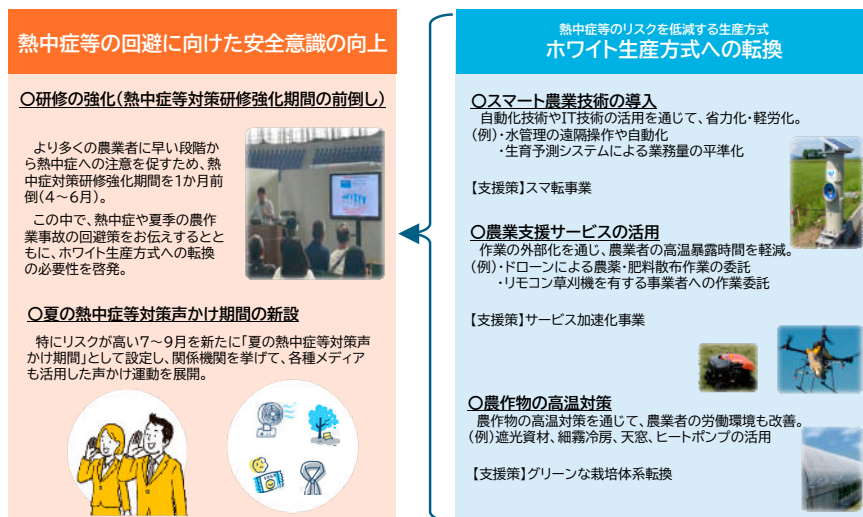 熱中症等の回避に向けた安全意識の向上
〇研修の強化(熱中症等対策研修強化期間の前倒し)
より多くの農業者に早い段階か
ら熱中症への注意を促すため、熱
中症対策研修強化期間を1か月前
倒(4～6月)。
この中で、熱中症や夏季の農作
業事故の回避策をお伝えするとと
もに、ホワイト生産方式への転換
の必要性を啓発。
〇夏の熱中症等対策声かけ期間の新設
特にリスクが高い7～9月を新たに「夏の熱中症等対策声
かけ期間」として設定し、関係機関を挙げて、各種メディア
も活用した声かけ運動を展開。
熱中症等のリスクを低減する生産方式
ホワイト生産方式への転換
〇スマート農業技術の導入
自動化技術やIT技術の活用を通じて、省力化・軽労化。
(例)・水管理の遠隔操作や自動化
・生育予測システムによる業務量の平準化
【支援策】スマ転事業
〇農業支援サービスの活用
作業の外部化を通じ、農業者の高温暴露時間を軽減。
(例)・ドローンによる農薬・肥料散布作業の委託
・リモコン草刈機を有する事業者への作業委託
【支援策】サービス加速化事業
〇農作物の高温対策
農作物の高温対策を通じて、農業者の労働環境も改善。
(例)遮光資材、細霧冷房、天窓、ヒートポンプの活用
【支援策】グリーンな栽培体系転換